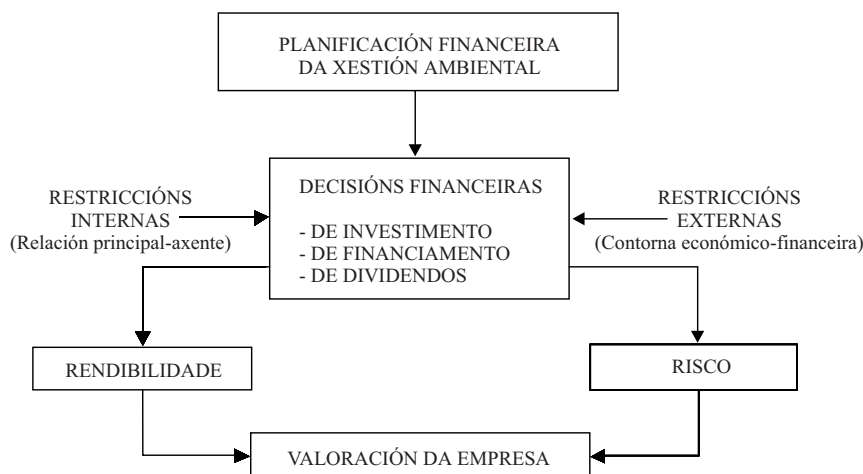 PLANIFICACIÓN FINANCEIRA
DA XESTIÓN AMBIENTAL
DECISIÓNS FINANCEIRAS
- DE INVESTIMENTO
- DE FINANCIAMENTO
- DE DIVIDENDOS
RESTRICCIÓNS
INTERNAS
(Relación principal-axente)
RESTRICCIÓNS
EXTERNAS
(Contorna económico-financeira)
RENDIBILIDADE
RISCO
VALORACIÓN DA EMPRESA